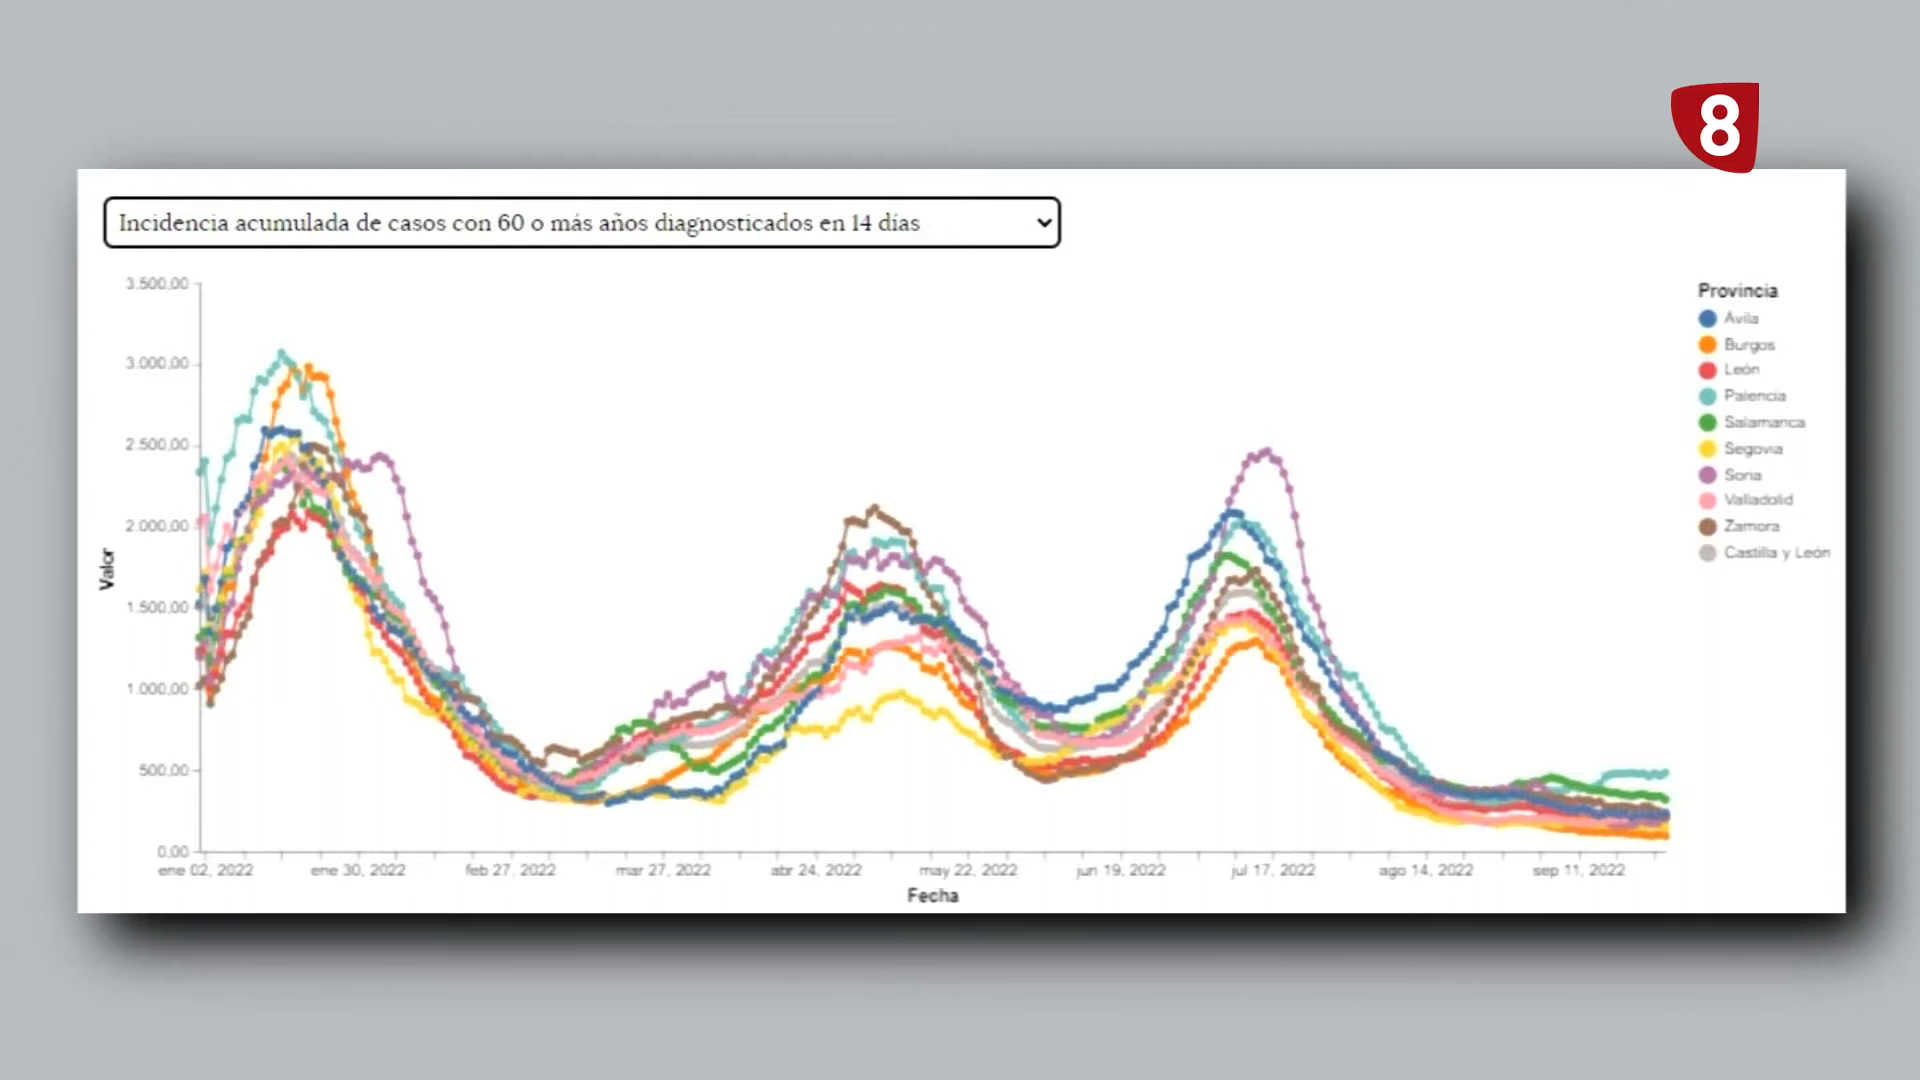 8
Incidencia acumulada de casos con 60 o más años diagnosticados en 14 días
3.500,00
3.000,00
2.500,00
2.000,00
1.500,00
1.000,00
500,00
0,00
Valor
ene 02, 2022
ene 30, 2022
feb 27, 2022
mar 27, 2022
abr 24, 2022
may 22, 2022
jun 19, 2022
jul 17, 2022
ago 14, 2022
sep 11, 2022
Fecha
Provincia
Ávila
Burgos
León
Palencia
Salamanca
Segovia
Soria
Valladolid
Zamora
Castilla y León